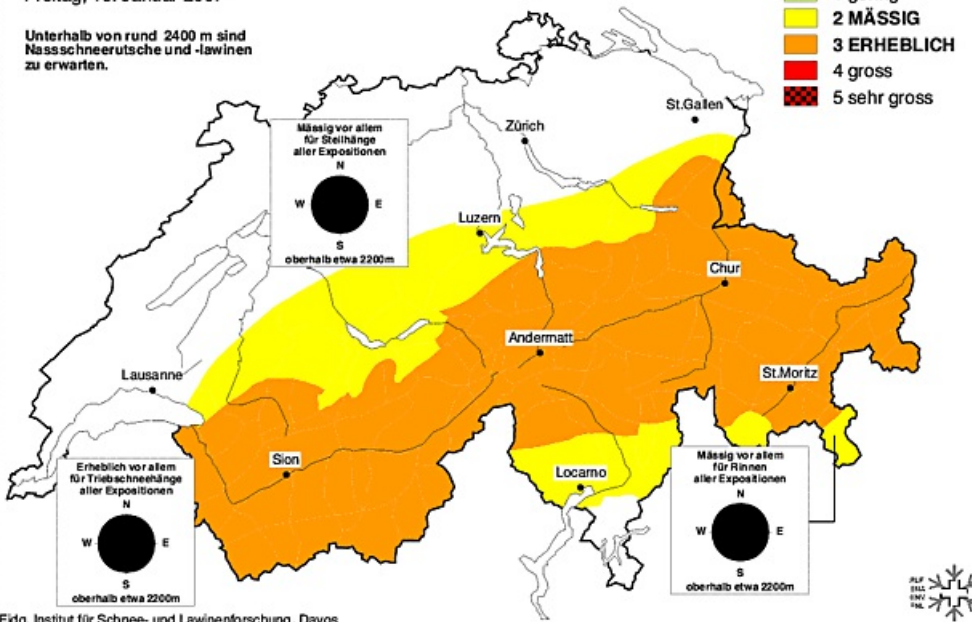 Unterhalb von rund 2400 m sind
Nassschneerutsche und -lawinen
zu erwarten.
2 MÄSSIG
3 ERHEBLICH
4 gross
5 sehr gross
St.Gallen
Zürich
Mässig vor allem
für Steilhänge
aller Expositionen
N
W E
S
oberhalb etwa 2200m
Luzern
Chur
Andermatt
Lausanne
St.Moritz
Sion
Locarno
Erheblich vor allem
für Triebschneehänge
aller Expositionen
N
W E
S
oberhalb etwa 2200m
Mässig vor allem
für Rinnen
aller Expositionen
N
W E
S
oberhalb etwa 2200m
SLF
ENA
Eidg. Institut für Schnee- und Lawinenforschung, Davos